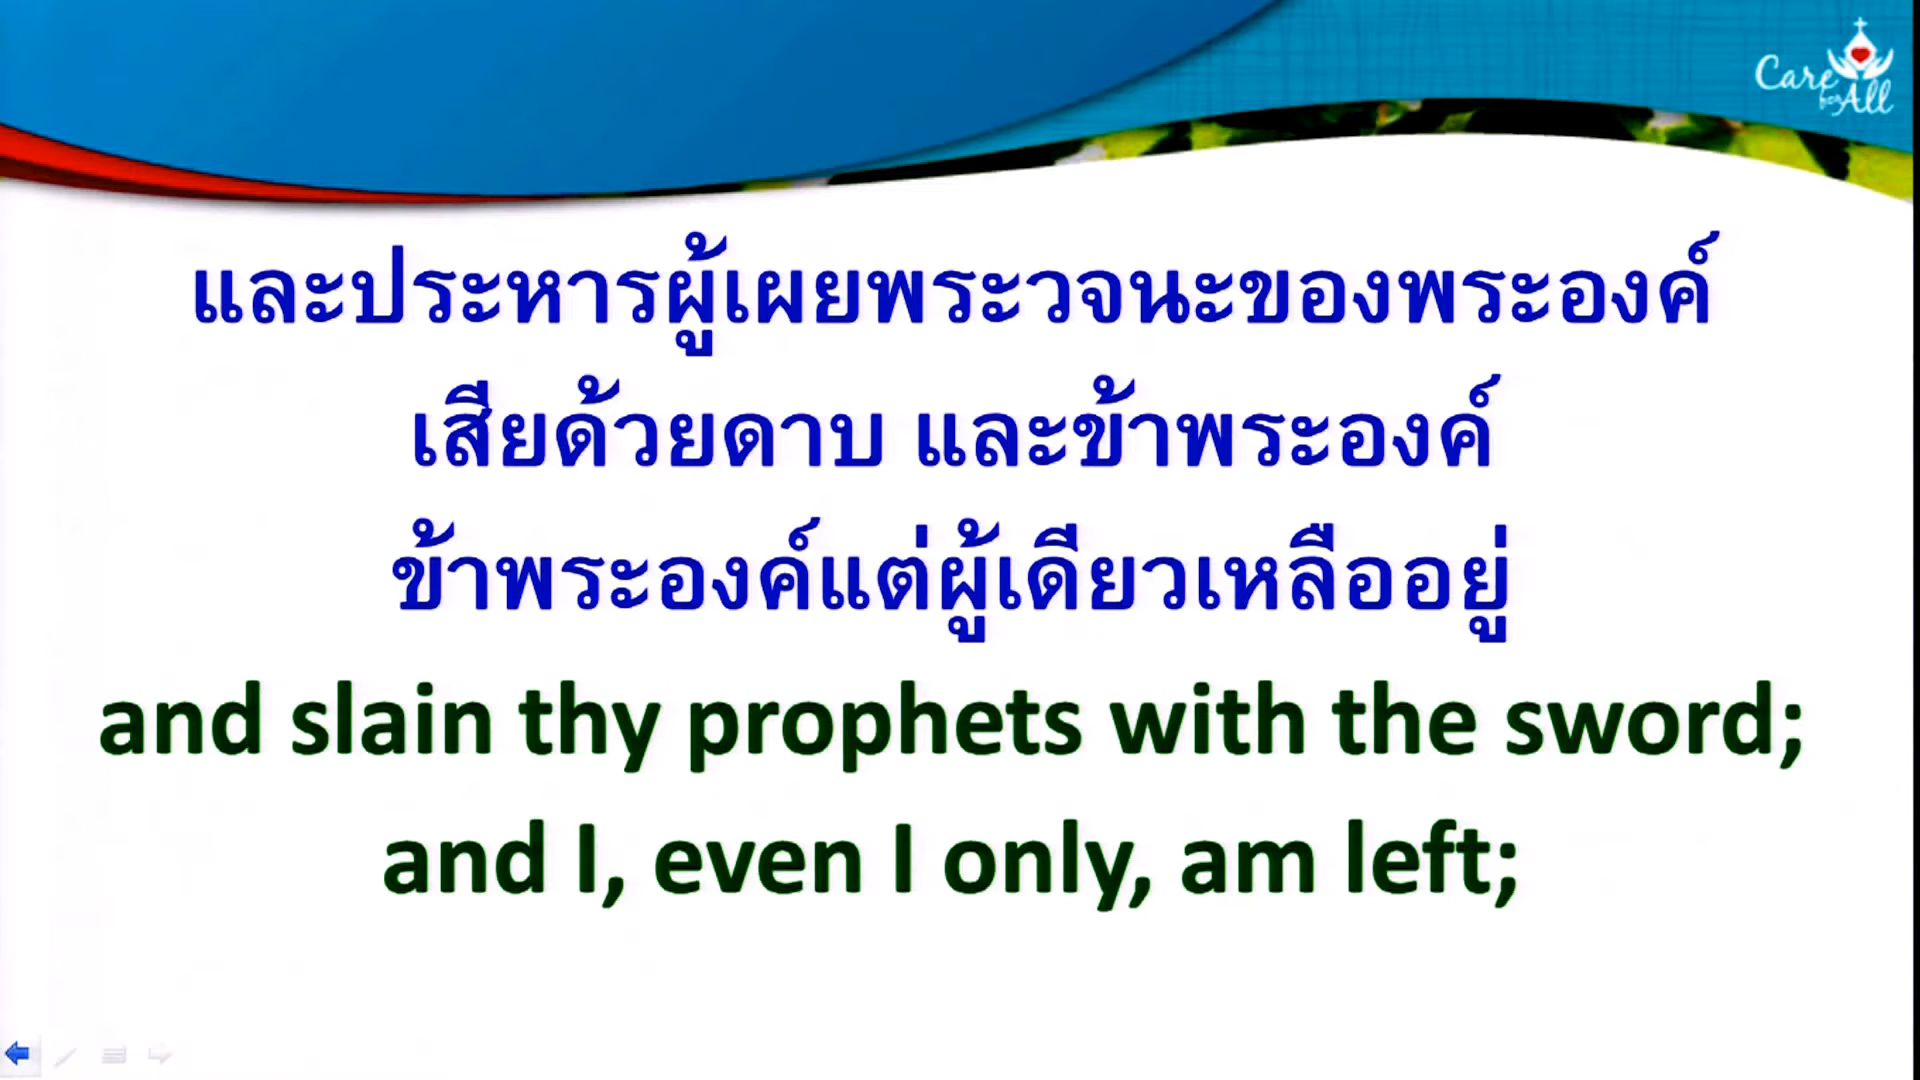 Care
for All
และประหารผู้เผยพระวจนะของพระองค์
เสียด้วยดาบ และข้าพระองค์
ข้าพระองค์แต่ผู้เดียวเหลืออยู่
and slain thy prophets with the sword;
and I, even I only, am left;